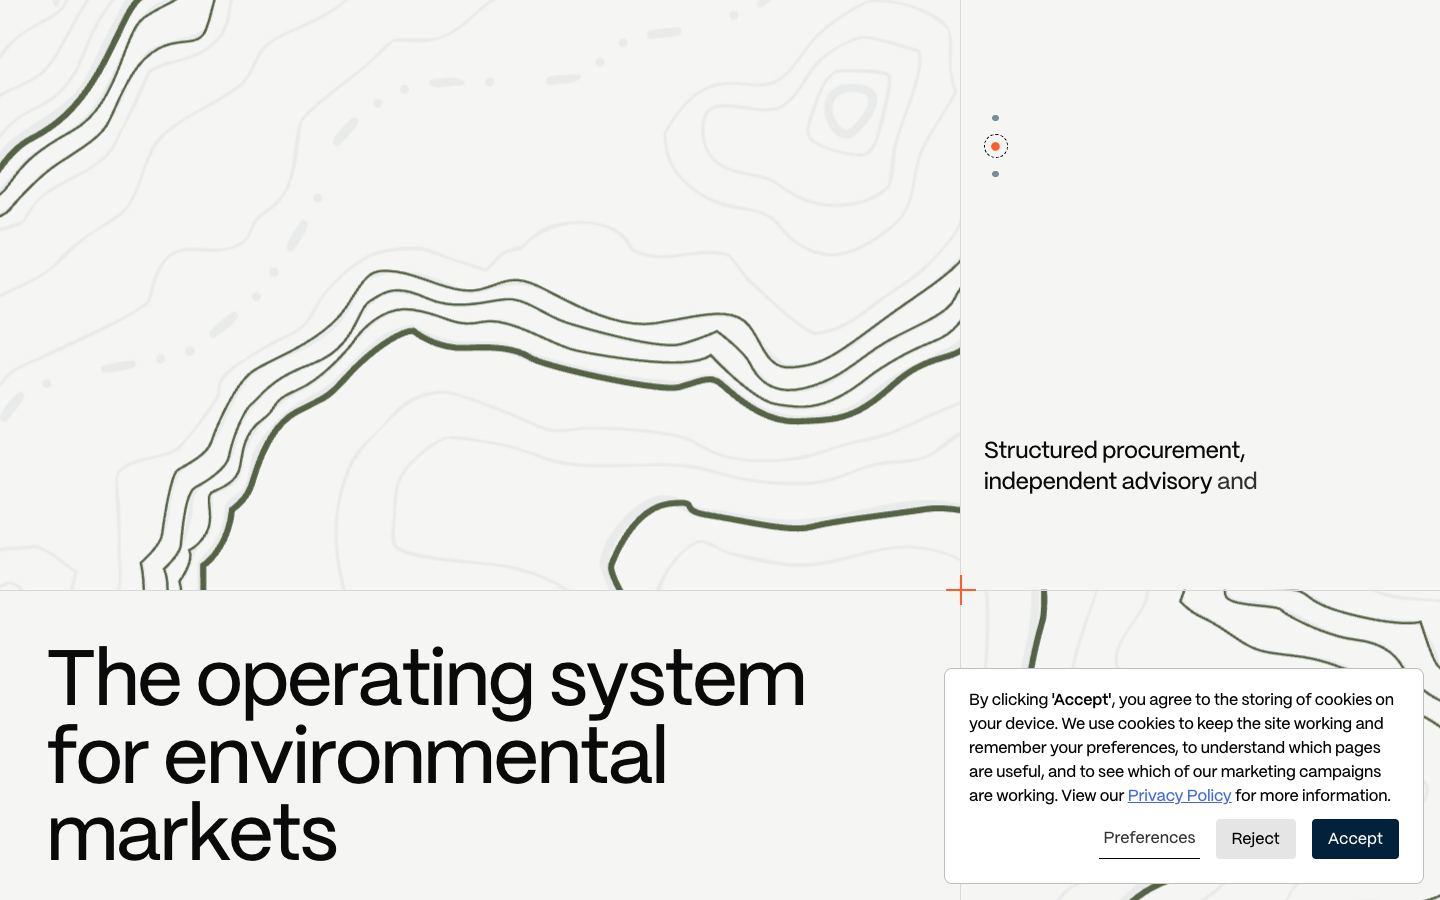 Structured procurement,
independent advisory and
The operating system
for environmental
markets
By clicking 'Accept', you agree to the storing of cookies on
your device. We use cookies to keep the site working and
remember your preferences, to understand which pages
are useful, and to see which of our marketing campaigns
are working. View our Privacy Policy for more information.
Preferences Reject Accept